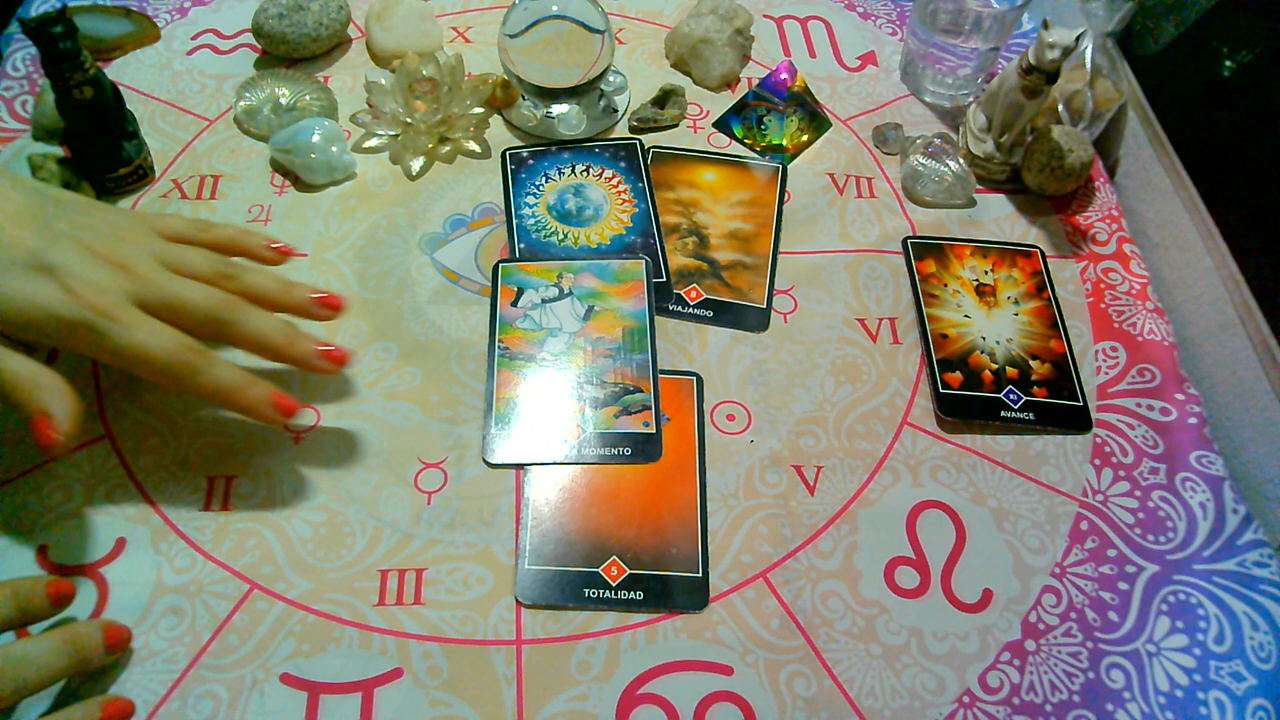 X
XII
VII
8
VIAJANDO
VI
XI
AVANCE
MOMENTO
II
V
III
5
TOTALIDAD